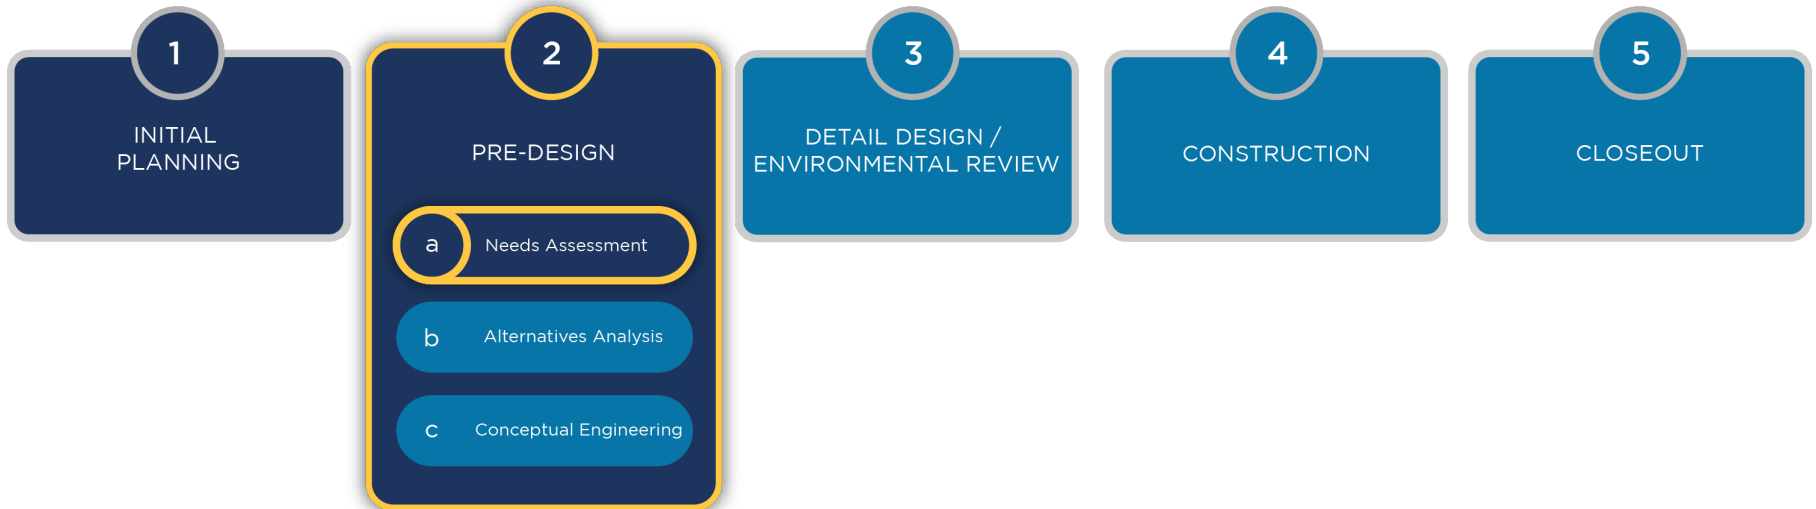 1
INITIAL
PLANNING
2
PRE-DESIGN
a Needs Assessment
b Alternatives Analysis
c Conceptual Engineering
3
DETAIL DESIGN /
ENVIRONMENTAL REVIEW
4
CONSTRUCTION
5
CLOSEOUT